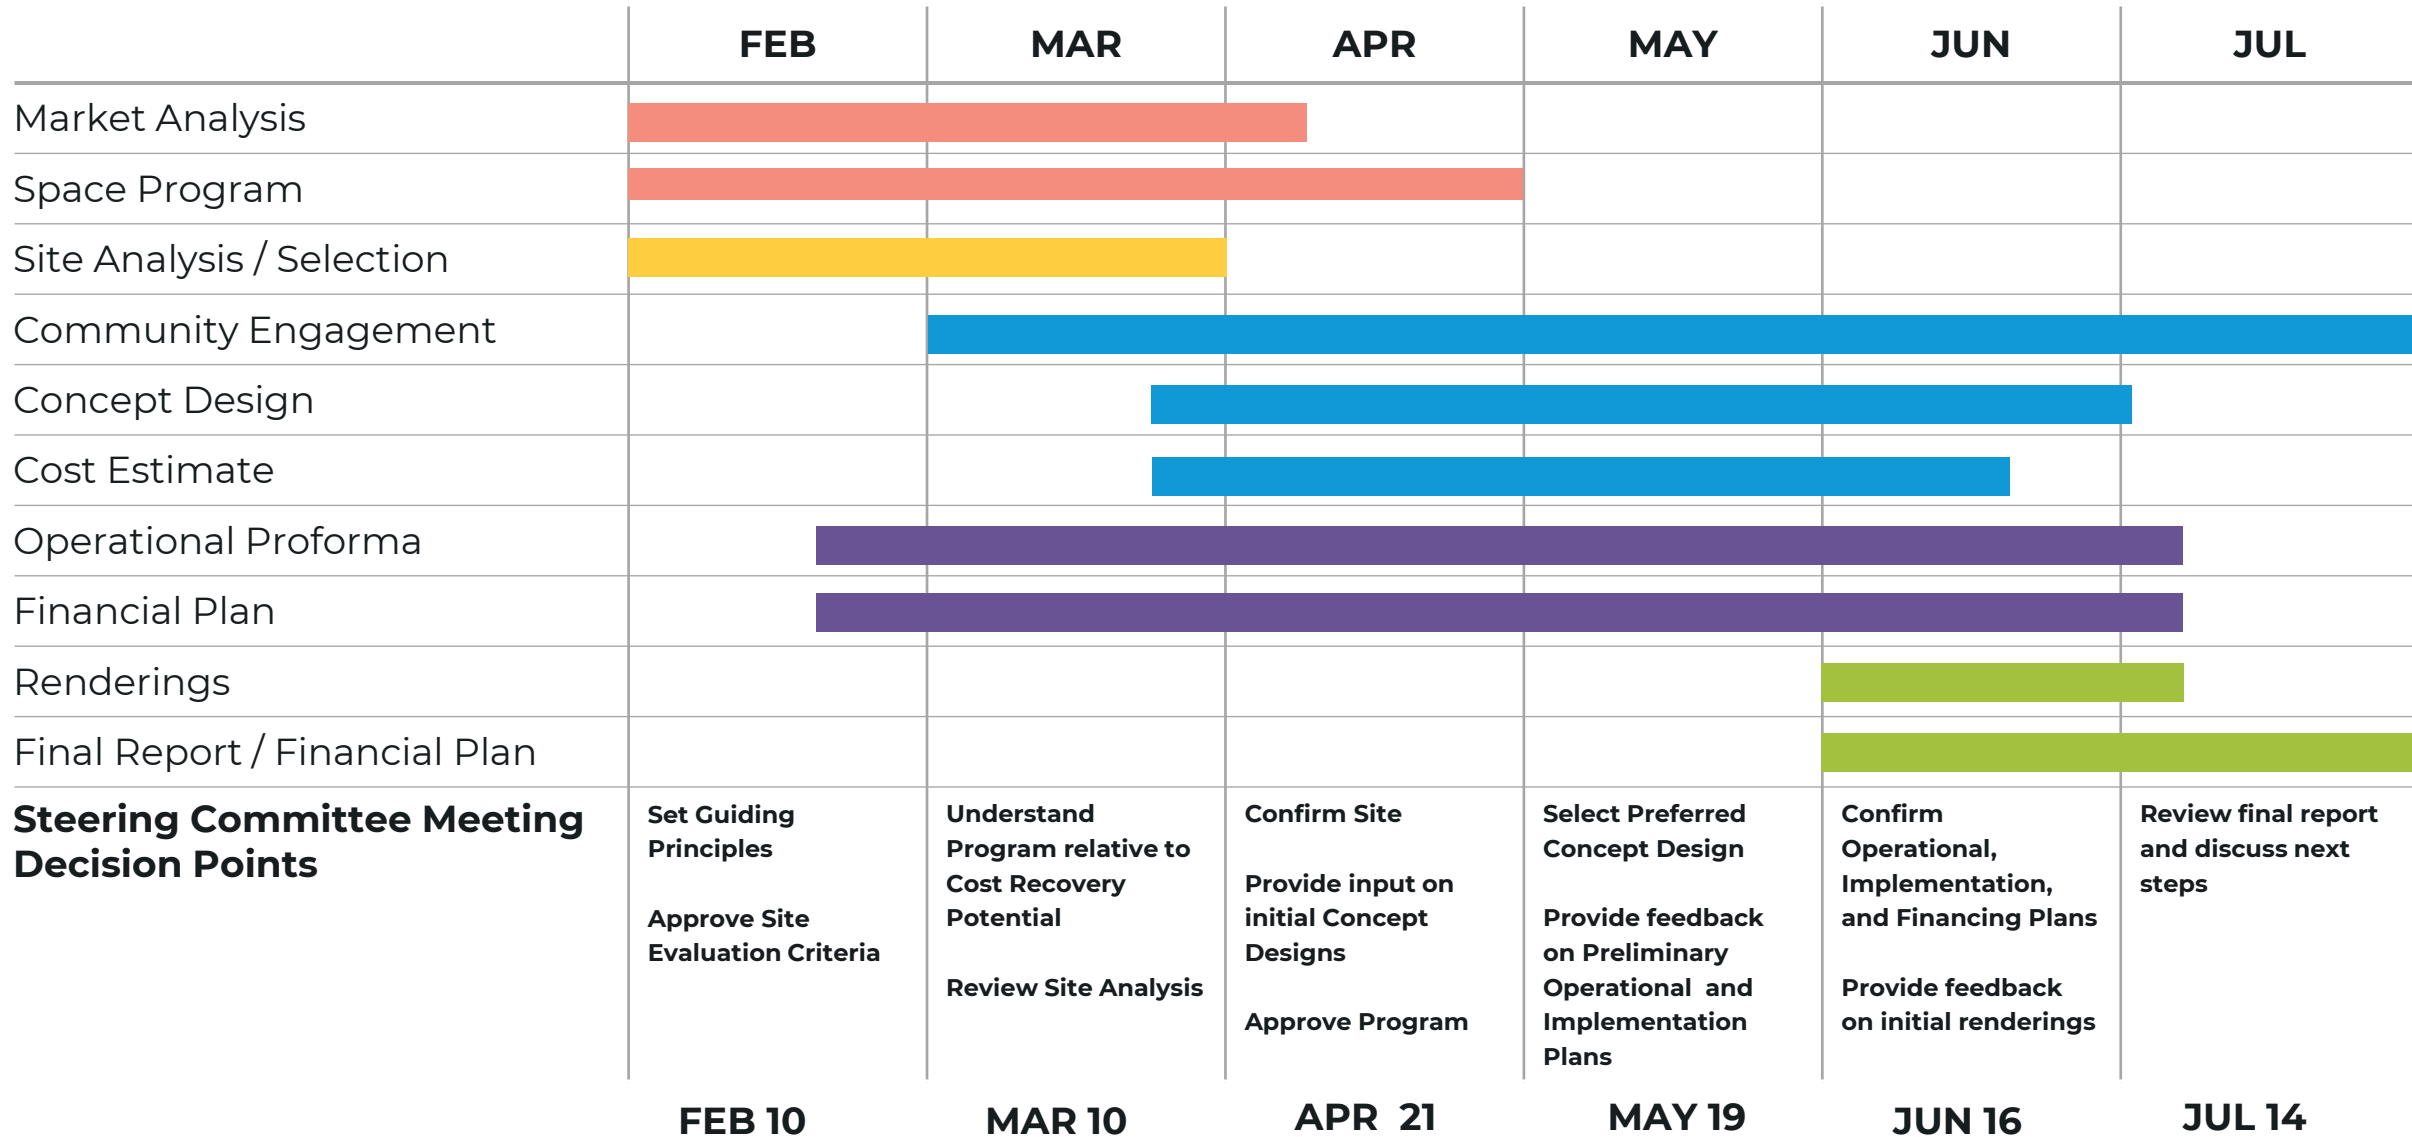 FEB MAR APR MAY JUN JUL
Market Analysis
Space Program
Site Analysis / Selection
Community Engagement
Concept Design
Cost Estimate
Operational Proforma
Financial Plan
Renderings
Final Report / Financial Plan
Steering Committee Meeting
Decision Points
Set Guiding
Principles
Approve Site
Evaluation Criteria
Understand
Program relative to
Cost Recovery
Potential
Review Site Analysis
Confirm Site
Provide input on
initial Concept
Designs
Approve Program
Select Preferred
Concept Design
Provide feedback
on Preliminary
Operational and
Implementation
Plans
Confirm
Operational,
Implementation,
and Financing Plans
Provide feedback
on initial renderings
Review final report
and discuss next
steps
FEB 10 MAR 10 APR 21 MAY 19 JUN 16 JUL 14